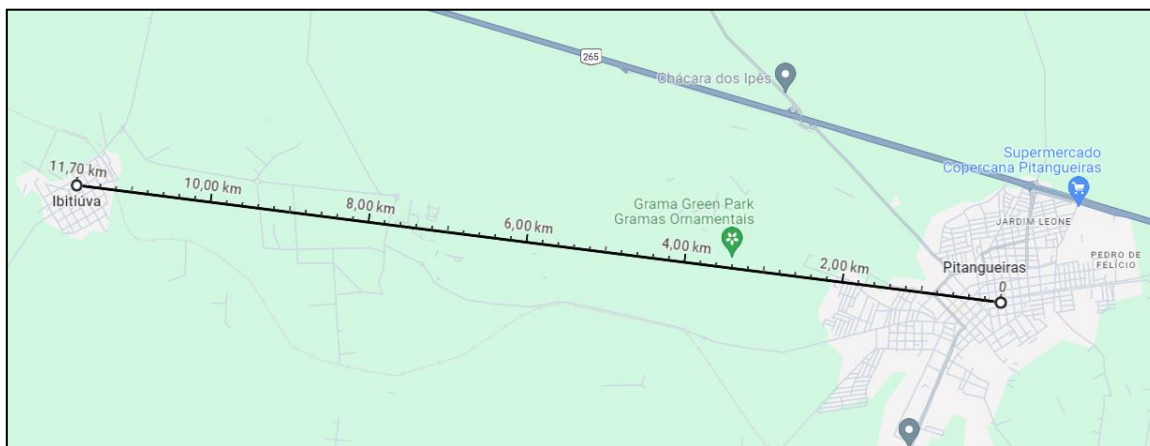 265
Chácara dos Ipês
Supermercado
Copercana Pitangueiras
11,70 km
10,00 km
Ibitiúva
Grama Green Park
Gramas Ornamentais
8,00 km
6,00 km
4,00 km
2,00 km
JARDIM LEONE
PEDRO DE
FELÍCIO
Pitangueiras
0